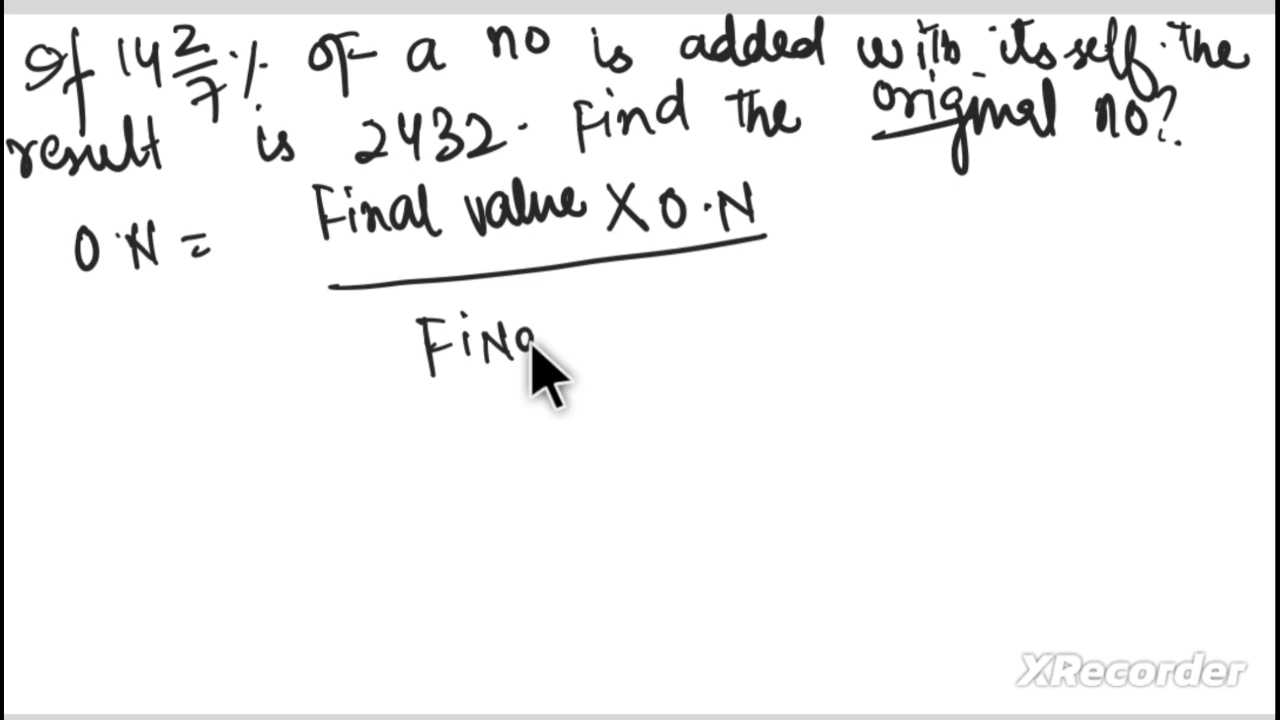 If 14 2/7 % of a no is added with itsself. The
result is 2432. Find the original no?
O.N = Final value X O.N
Fina
XRecorder